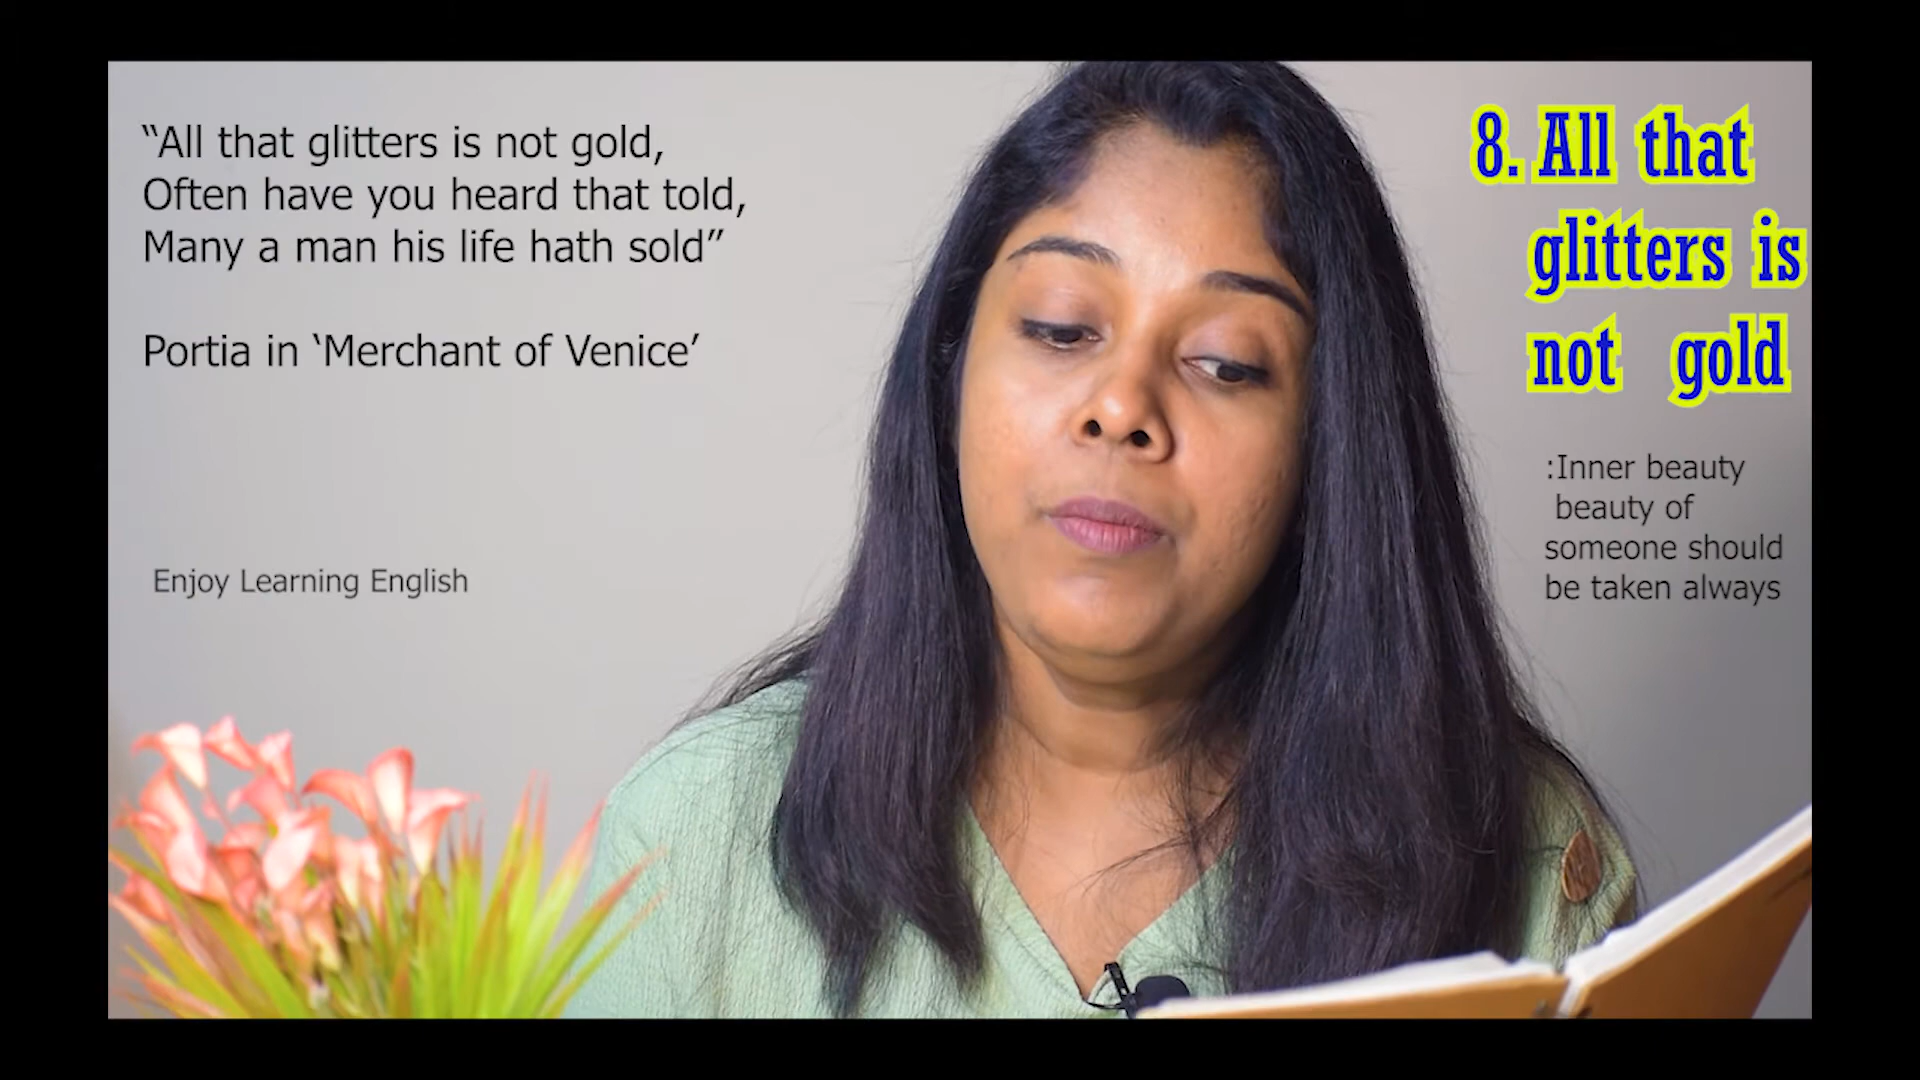 “All that glitters is not gold,
Often have you heard that told,
Many a man his life hath sold”
Portia in ‘Merchant of Venice’
Enjoy Learning English
8. All that
glitters is
not gold
:Inner beauty
beauty of
someone should
be taken always